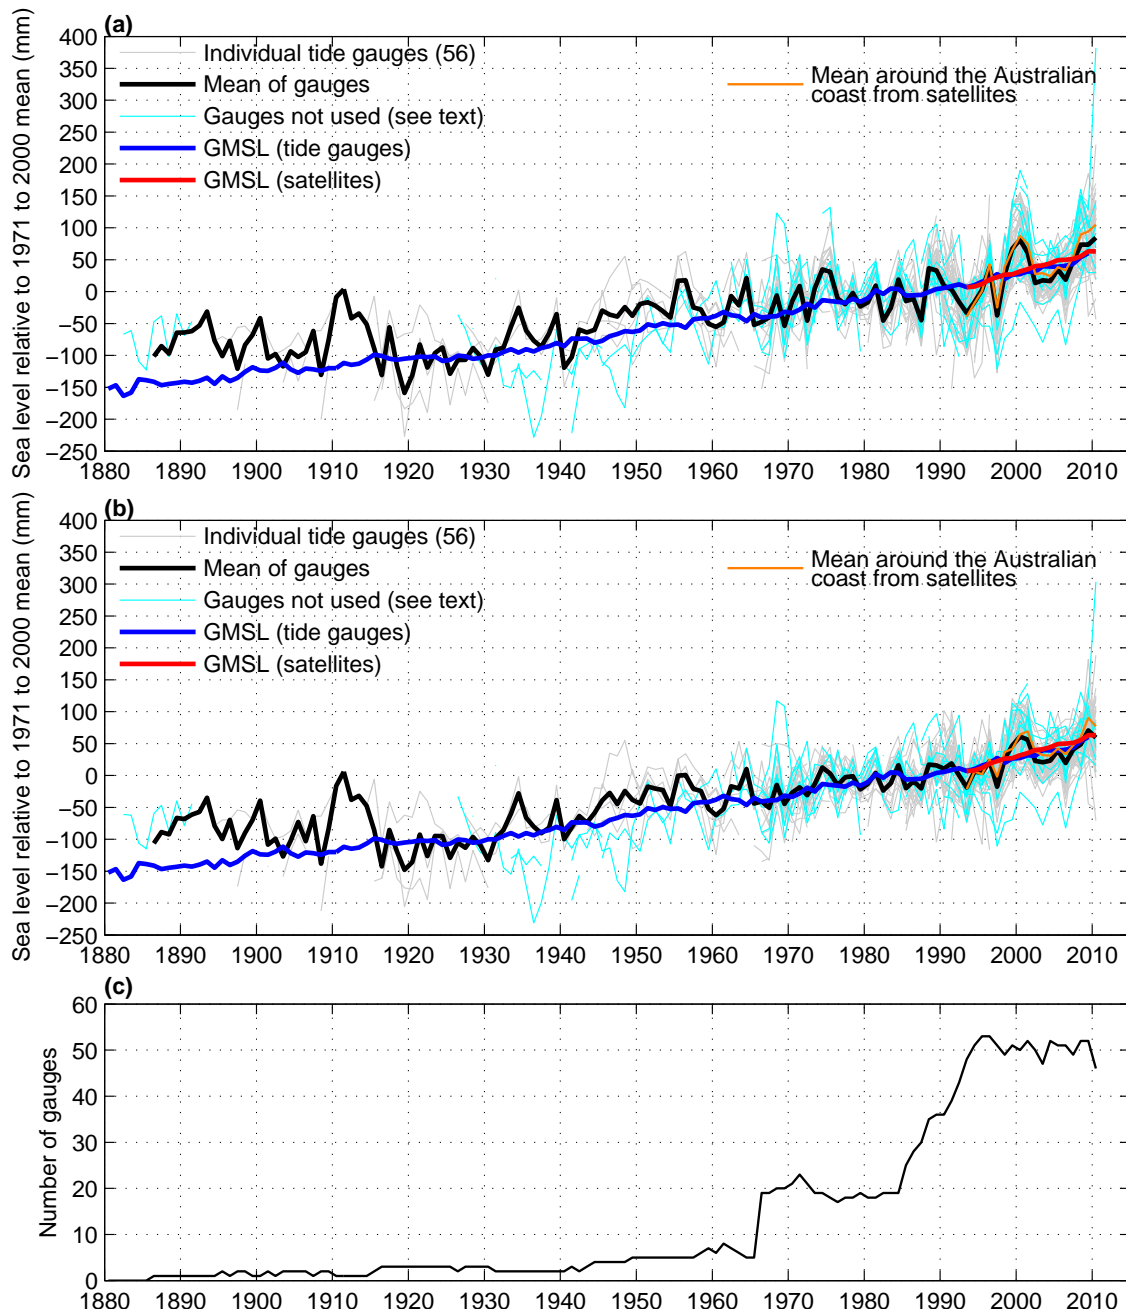 (a)
Sea level relative to 1971 to 2000 mean (mm)
400
350
300
250
200
150
100
50
0
−50
−100
−150
−200
−250
Individual tide gauges (56)
Mean of gauges
Gauges not used (see text)
GMSL (tide gauges)
GMSL (satellites)
Mean around the Australian
coast from satellites
1880 1890 1900 1910 1920 1930 1940 1950 1960 1970 1980 1990 2000 2010
(b)
Sea level relative to 1971 to 2000 mean (mm)
400
350
300
250
200
150
100
50
0
−50
−100
−150
−200
−250
Individual tide gauges (56)
Mean of gauges
Gauges not used (see text)
GMSL (tide gauges)
GMSL (satellites)
Mean around the Australian
coast from satellites
1880 1890 1900 1910 1920 1930 1940 1950 1960 1970 1980 1990 2000 2010
(c)
Number of gauges
60
50
40
30
20
10
0
1880 1890 1900 1910 1920 1930 1940 1950 1960 1970 1980 1990 2000 2010